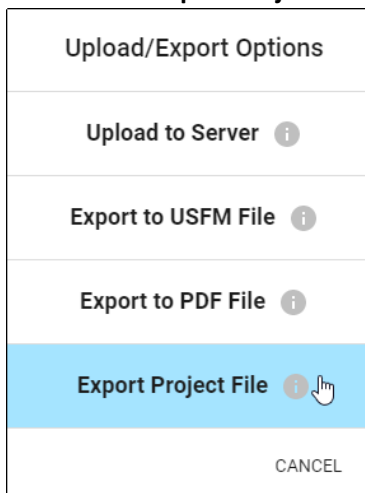 Upload/Export Options
Upload to Server
Export to USFM File
Export to PDF File
Export Project File
CANCEL